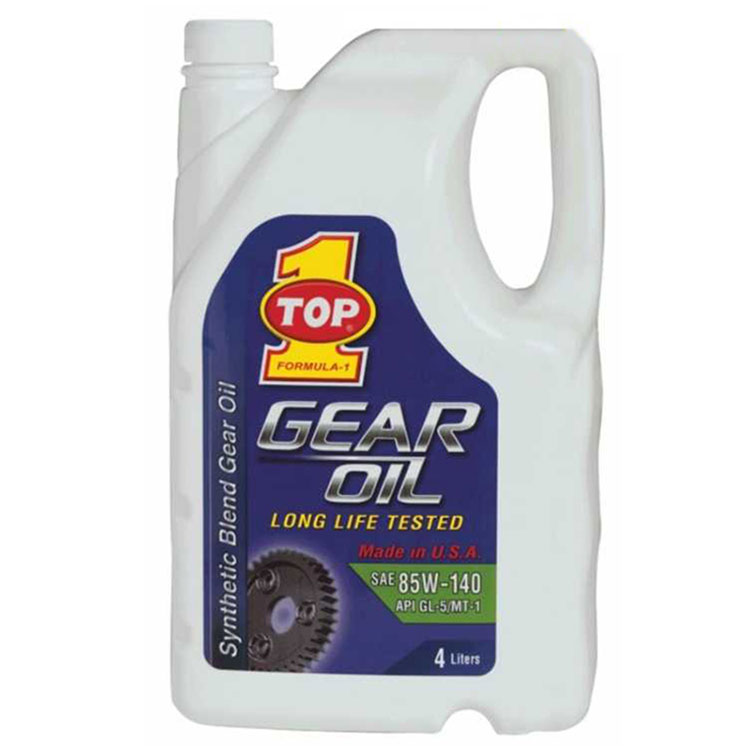 1
TOP®
FORMULA-1
GEAR
OIL
LONG LIFE TESTED
Made in U.S.A.
SAE 85W-140
API GL-5/MT-1
4 Liters
Synthetic Blend Gear Oil